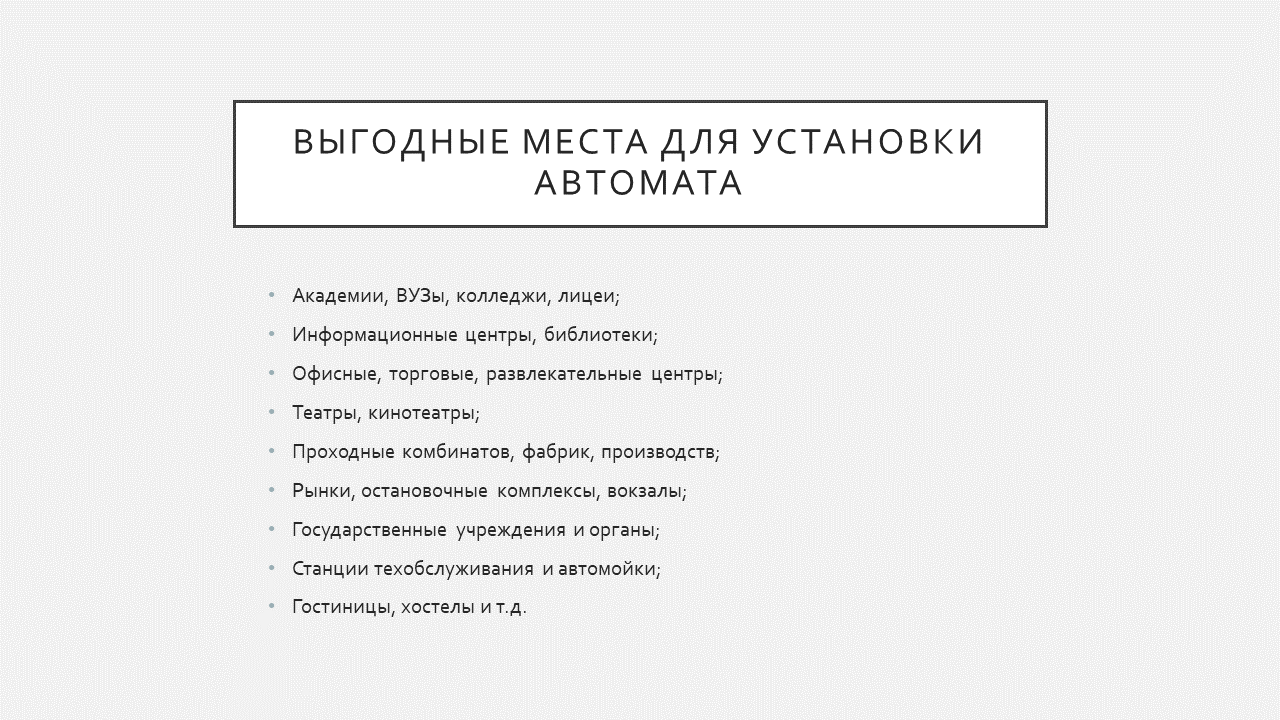 ВЫГОДНЫЕ МЕСТА ДЛЯ УСТАНОВКИ
АВТОМАТА
• Академии, ВУЗы, колледжи, лицеи;
• Информационные центры, библиотеки;
• Офисные, торговые, развлекательные центры;
• Театры, кинотеатры;
• Проходные комбинатов, фабрик, производств;
• Рынки, остановочные комплексы, вокзалы;
• Государственные учреждения и органы;
• Станции техобслуживания и автомойки;
• Гостиницы, хостелы и т.д.